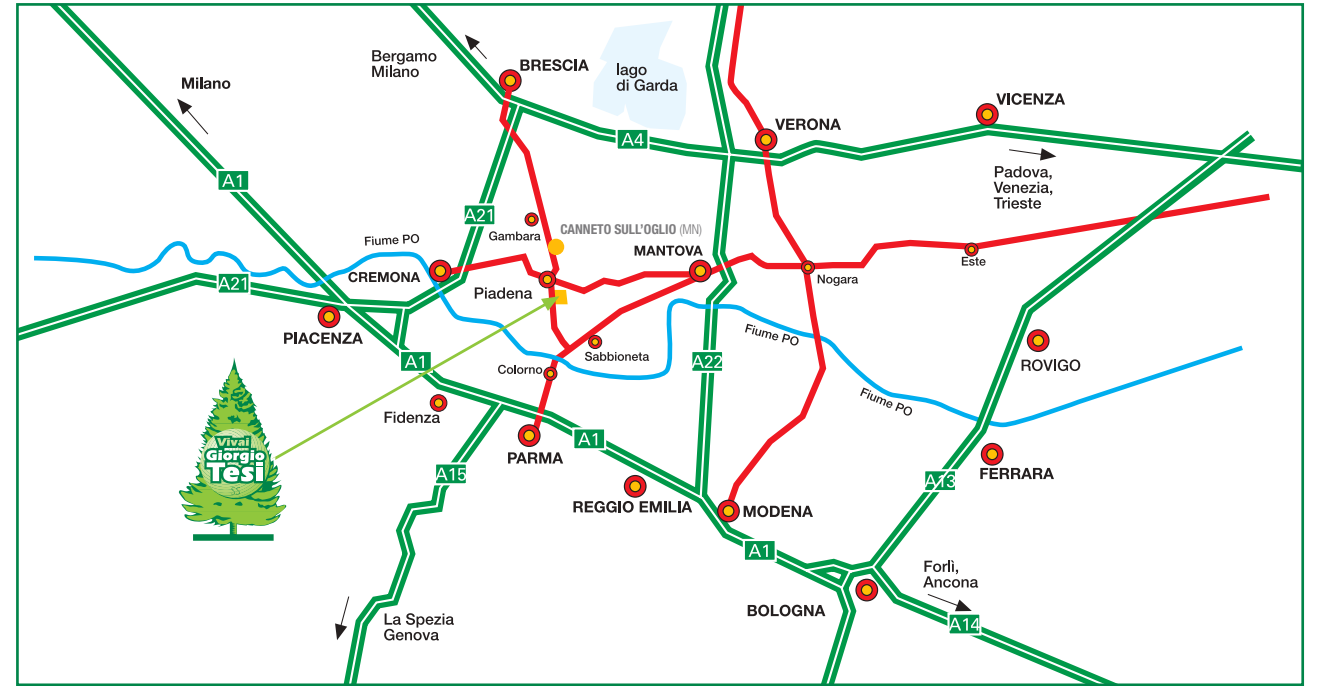 Bergamo
Milano
BRESCIA
lago
di Garda
Milano
VICENZA
VERONA
A4
Padova,
Venezia,
Trieste
A1
A21
Gambara
CANNETO SULL'OGLIO (MN)
Fiume PO
MANTOVA
CREMONA
Este
Nogara
A21
Piadena
PIACENZA
Fiume PO
Sabbioneta
A1
Colorno
A22
ROVIGO
Fiume PO
Fidenza
A1
PARMA
Vivai
Giorgio
Tesi
A15
A13
FERRARA
REGGIO EMILIA
MODENA
A1
Forlì,
Ancona
BOLOGNA
La Spezia
Genova
A14